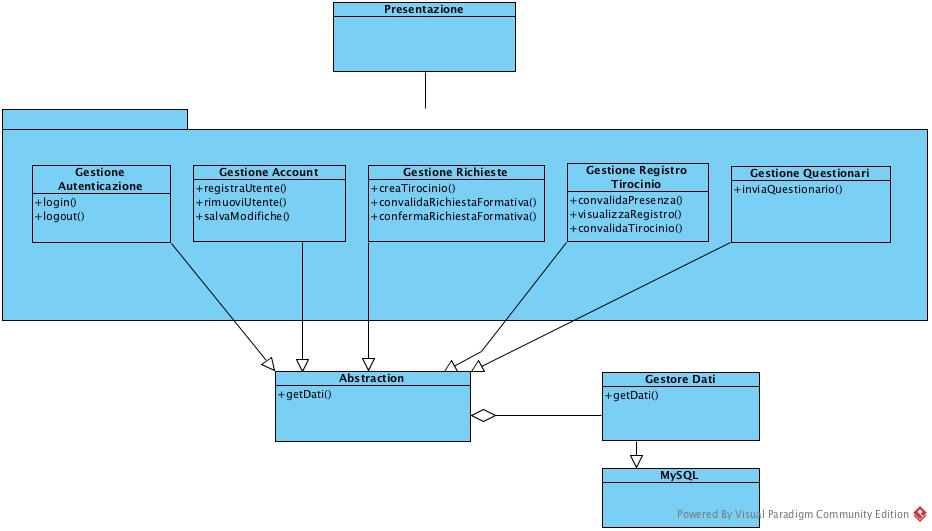 Presentazione
Gestione
Autenticazione
+login()
+logout()
Gestione Account
+registraUtente()
+rimuoviUtente()
+salvaModifiche()
Gestione Richieste
+creaTirocinio()
+convalidaRichiestaFormativa()
+confermaRichiestaFormativa()
Gestione Registro
Tirocinio
+convalidaPresenza()
+visualizzaRegistro()
+convalidaTirocinio()
Gestione Questionari
+inviaQuestionario()
Abstraction
+getDati()
Gestore Dati
+getDati()
MySQL
Powered By Visual Paradigm Community Edition